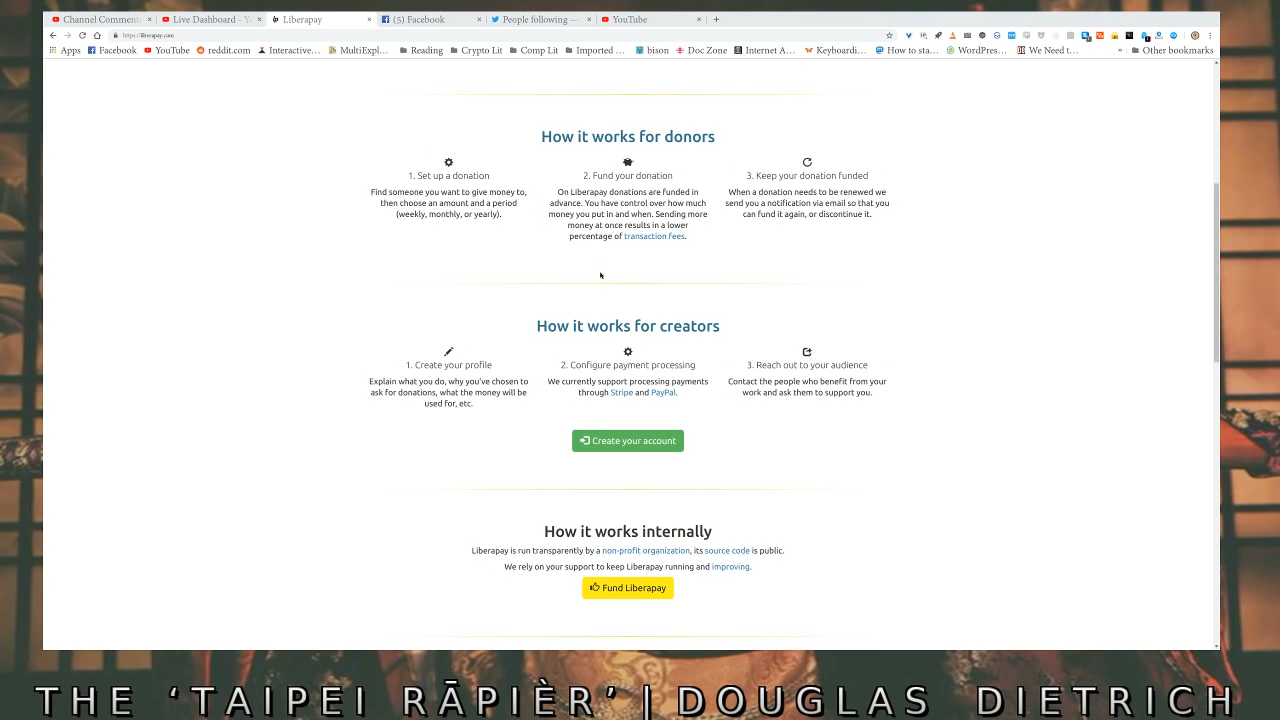 Channel Comment
Live Dashboard - Y
Liberapay
(5) Facebook
People following —
YouTube
https://liberapay.com
Apps
Facebook
YouTube
reddit.com
Interactive...
MultiExpl...
Reading
Crypto Lit
Comp Lit
Imported ...
bison
Doc Zone
Internet A...
Keyboardi...
How to sta...
WordPres...
We Need t...
»
Other bookmarks
How it works for donors
1. Set up a donation
Find someone you want to give money to,
then choose an amount and a period
(weekly, monthly, or yearly).
2. Fund your donation
On Liberapay donations are funded in
advance. You have control over how much
money you put in and when. Sending more
money at once results in a lower
percentage of transaction fees.
3. Keep your donation funded
When a donation needs to be renewed we
send you a notification via email so that you
can fund it again, or discontinue it.
How it works for creators
1. Create your profile
Explain what you do, why you've chosen to
ask for donations, what the money will be
used for, etc.
2. Configure payment processing
We currently support processing payments
through Stripe and PayPal.
3. Reach out to your audience
Contact the people who benefit from your
work and ask them to support you.
Create your account
How it works internally
Liberapay is run transparently by a non-profit organization, its source code is public.
We rely on your support to keep Liberapay running and improving.
Fund Liberapay
THE ‘TAIPEI RĀPIÈR’ | DOUGLAS DIETRICH